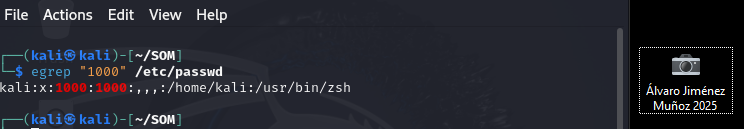 File Actions Edit View Help
┌──(kali㉿kali)-[~/SOM]
└─$ egrep "1000" /etc/passwd
kali:x:1000:1000:,,,:/home/kali:/usr/bin/zsh
┌──(kali㉿kali)-[~/SOM]
Álvaro Jiménez
Muñoz 2025